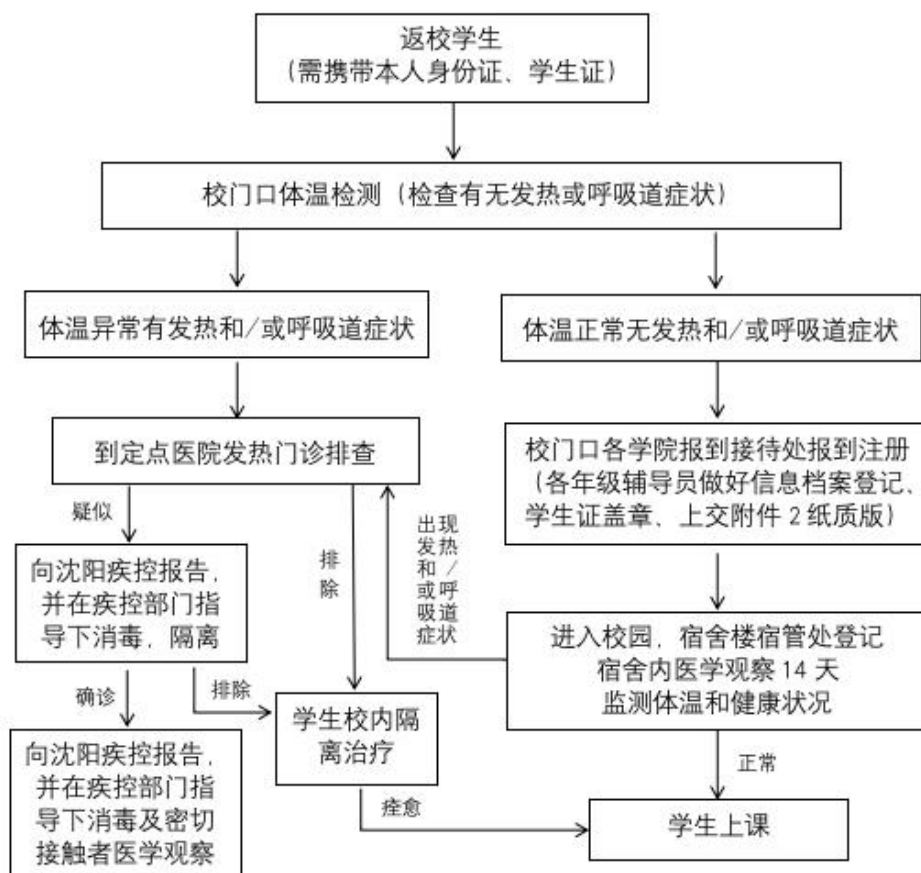 返校学生
(需携带本人身份证、学生证)
校门口体温检测 (检查有无发热或呼吸道症状)
体温异常有发热和/或呼吸道症状
体温正常无发热和/或呼吸道症状
到定点医院发热门诊排查
校门口各学院报到接待处报到注册
(各年级辅导员做好信息档案登记、
学生证盖章、上交附件2纸质版)
疑似
排除
出现
发热
和/
或呼
吸道
症状
向沈阳疾控报告,
并在疾控部门指
导下消毒, 隔离
进入校园, 宿舍楼宿管处登记
宿舍内医学观察14天
监测体温和健康状况
确诊
排除
学生校内隔
离治疗
正常
向沈阳疾控报告,
并在疾控部门指
导下消毒及密切
接触者医学观察
痊愈
学生上课